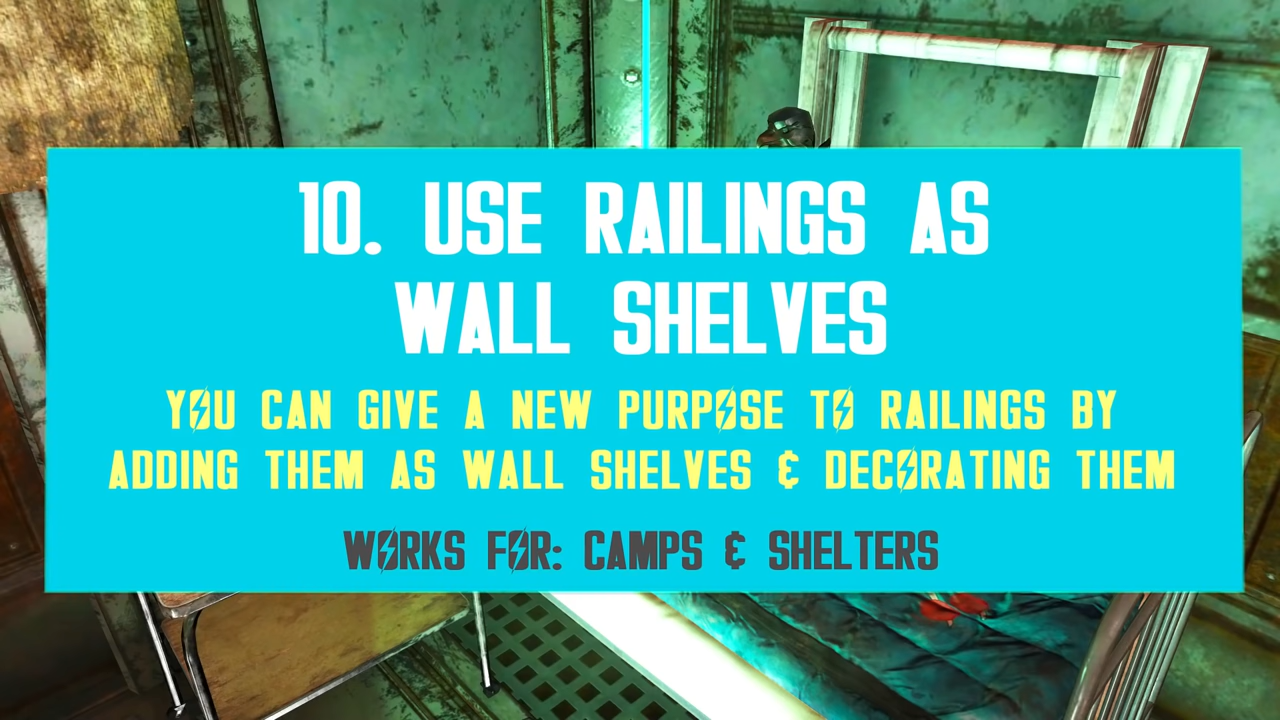 10. USE RAILINGS AS
WALL SHELVES
YOU CAN GIVE A NEW PURPOSE TO RAILINGS BY
ADDING THEM AS WALL SHELVES & DECORATING THEM
WORKS FOR: CAMPS & SHELTERS